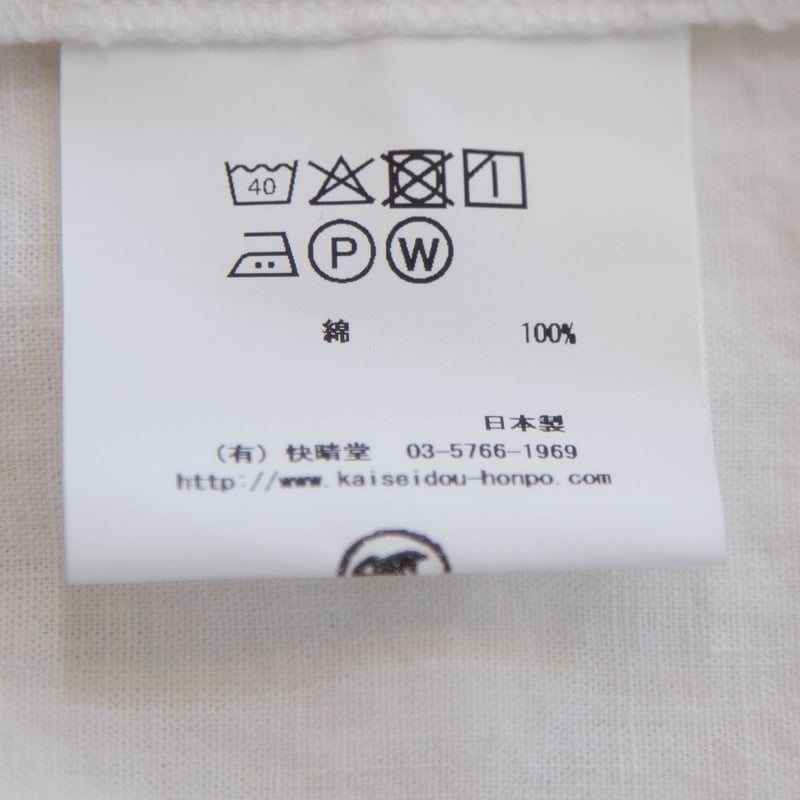 40
P W
綿 100%
日本製
（有）快晴堂 03-5766-1969
http://www.kaiseidou-honpo.com